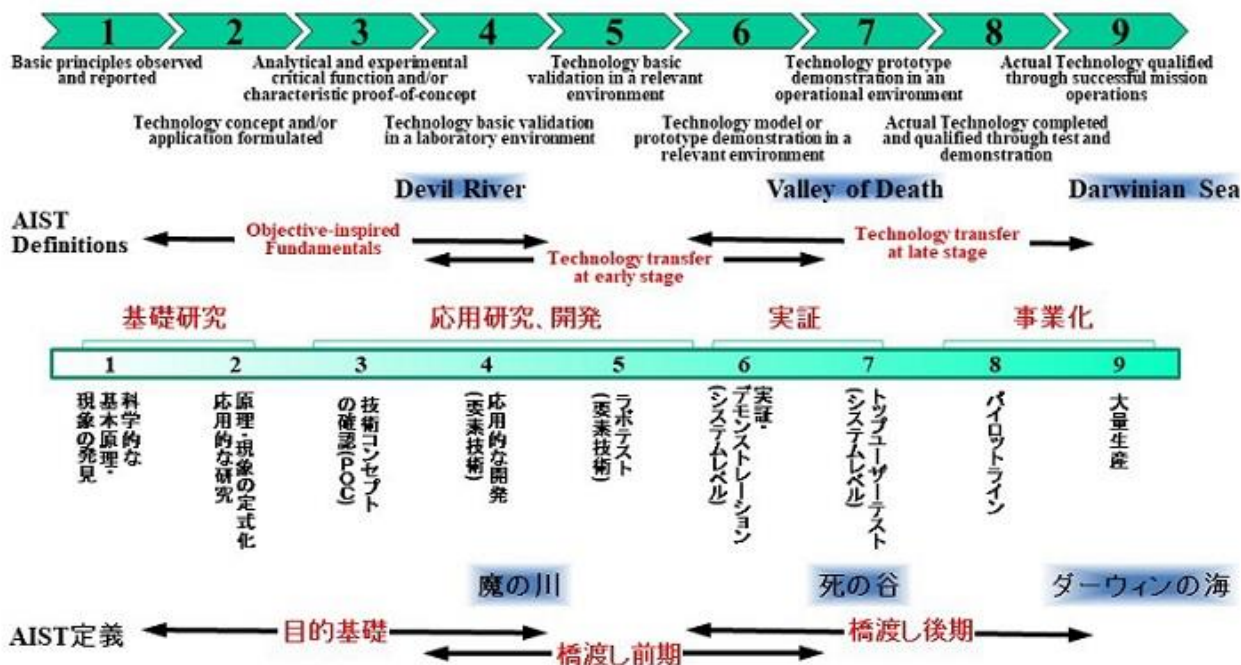 1 2 3 4 5 6 7 8 9
Basic principles observed
and reported
Technology concept and/or
application formulated
Analytical and experimental
critical function and/or
characteristic proof-of-concept
Technology basic validation
in a laboratory environment
Technology basic
validation in a relevant
environment
Technology model or
prototype demonstration in a
relevant environment
Technology prototype
demonstration in an
operational environment
Actual Technology completed
and qualified through test and
demonstration
Actual Technology qualified
through successful mission
operations
Devil River
Valley of Death
Darwinian Sea
AIST
Definitions
Objective-inspired
Fundamentals
Technology transfer
at early stage
Technology transfer
at late stage
基礎研究
応用研究、開発
実証
事業化
1 2 3 4 5 6 7 8 9
科学的な
基本原理・
現象の発見
原理・現象の定式化
応用的な研究
技術コンセプト
の確認(POC)
応用的な開発
(要素技術)
ラボテスト
(要素技術)
実証・
デモンストレーション
(システムレベル)
トップユーザーテスト
(システムレベル)
パイロットライン
大量生産
魔の川
死の谷
ダーウィンの海
AIST定義
目的基礎
橋渡し前期
橋渡し後期